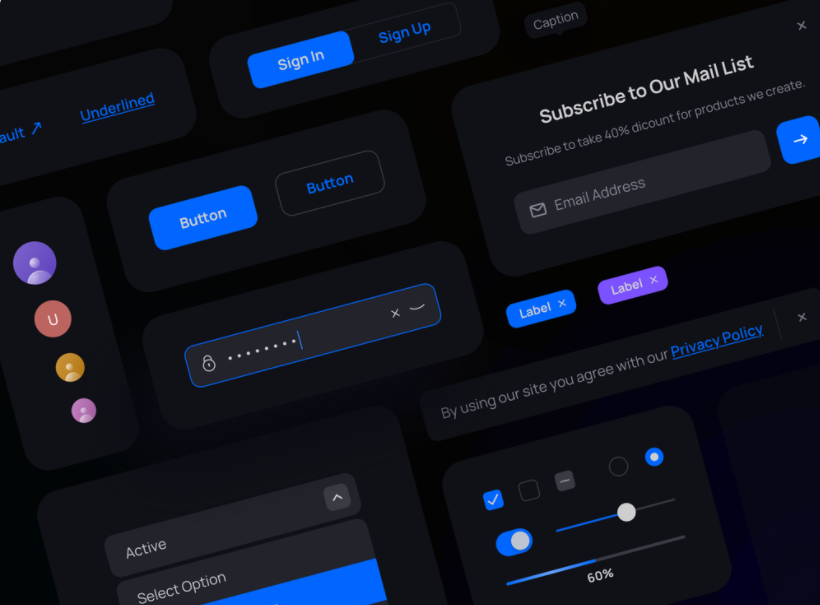 Caption
Sign In
Sign Up
Underlined
Subscribe to Our Mail List
Subscribe to take 40% dicount for products we create.
Email Address
Button
Button
U
Label
Label
By using our site you agree with our Privacy Policy
Active
Select Option
60%